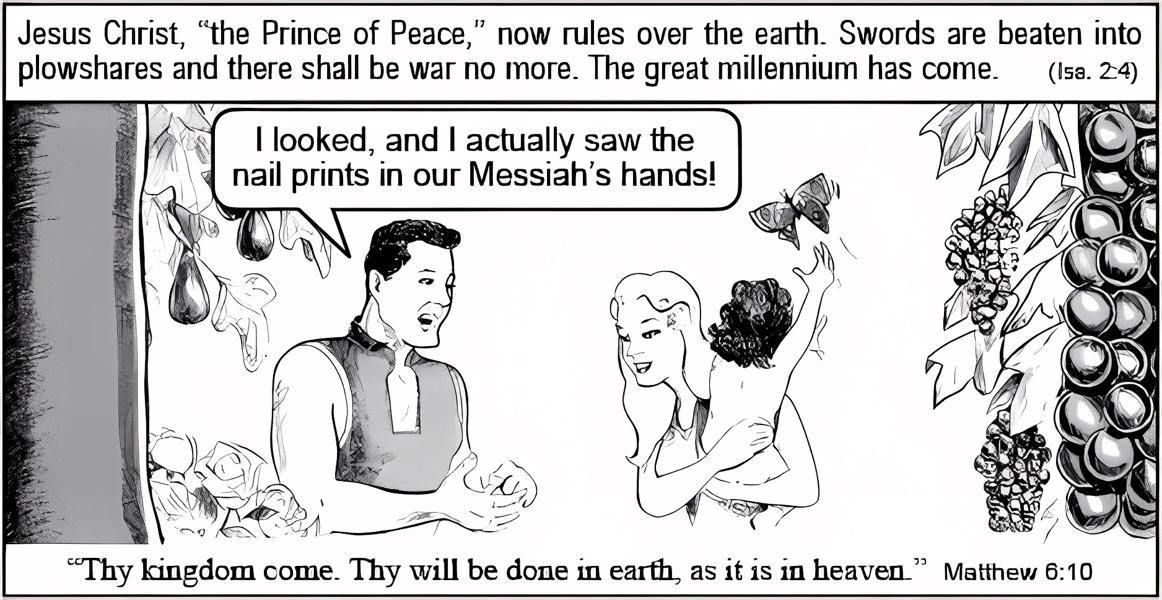 Jesus Christ, “the Prince of Peace,” now rules over the earth. Swords are beaten into
plowshares and there shall be war no more. The great millennium has come. (Isa. 2:4)
I looked, and I actually saw the
nail prints in our Messiah's hands!
“Thy kingdom come. Thy will be done in earth, as it is in heaven.” Matthew 6:10